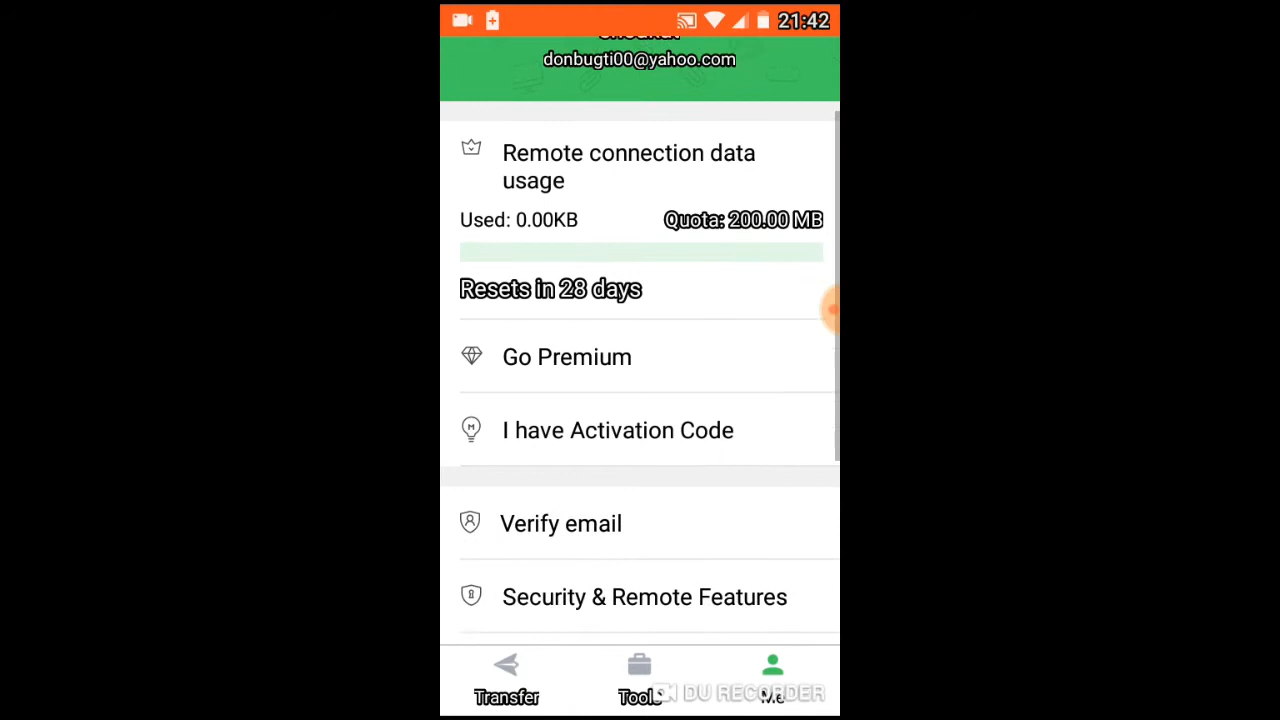 21:42
donbugti00@yahoo.com
Remote connection data
usage
Used: 0.00KB Quota: 200.00 MB
Resets in 28 days
Go Premium
I have Activation Code
Verify email
Security & Remote Features
Transfer Tools Me
DU RECORDER